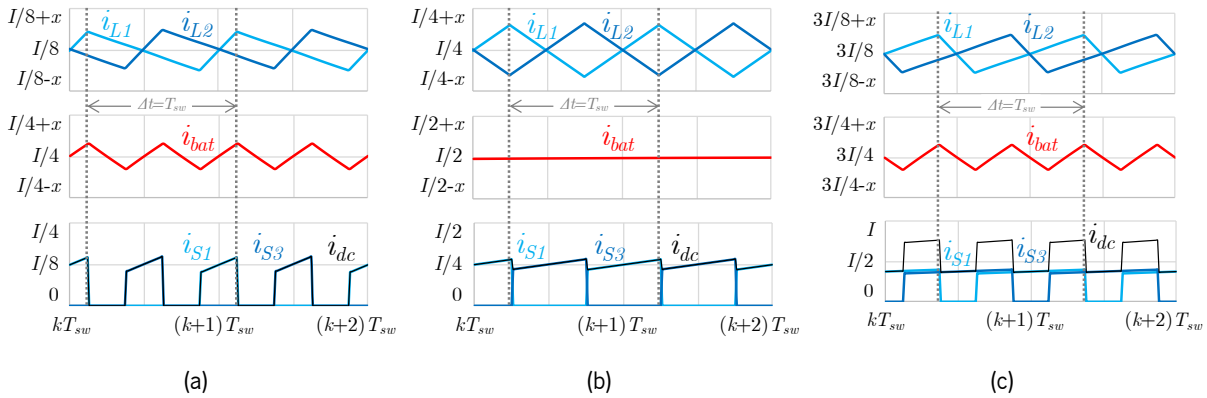 I/8+x
I/8
I/8-x
i_L1
i_L2
Δt=T_sw
I/4+x
I/4
I/4-x
i_bat
I/4
I/8
0
i_S1
i_S3
i_dc
kT_sw
(k+1)T_sw
(k+2)T_sw
(a)
I/4+x
I/4
I/4-x
i_L1
i_L2
Δt=T_sw
I/2+x
I/2
I/2-x
i_bat
I/2
I/4
0
i_S1
i_S3
i_dc
kT_sw
(k+1)T_sw
(k+2)T_sw
(b)
3I/8+x
3I/8
3I/8-x
i_L1
i_L2
Δt=T_sw
3I/4+x
3I/4
3I/4-x
i_bat
I
I/2
0
i_S1
i_S3
i_dc
kT_sw
(k+1)T_sw
(k+2)T_sw
(c)